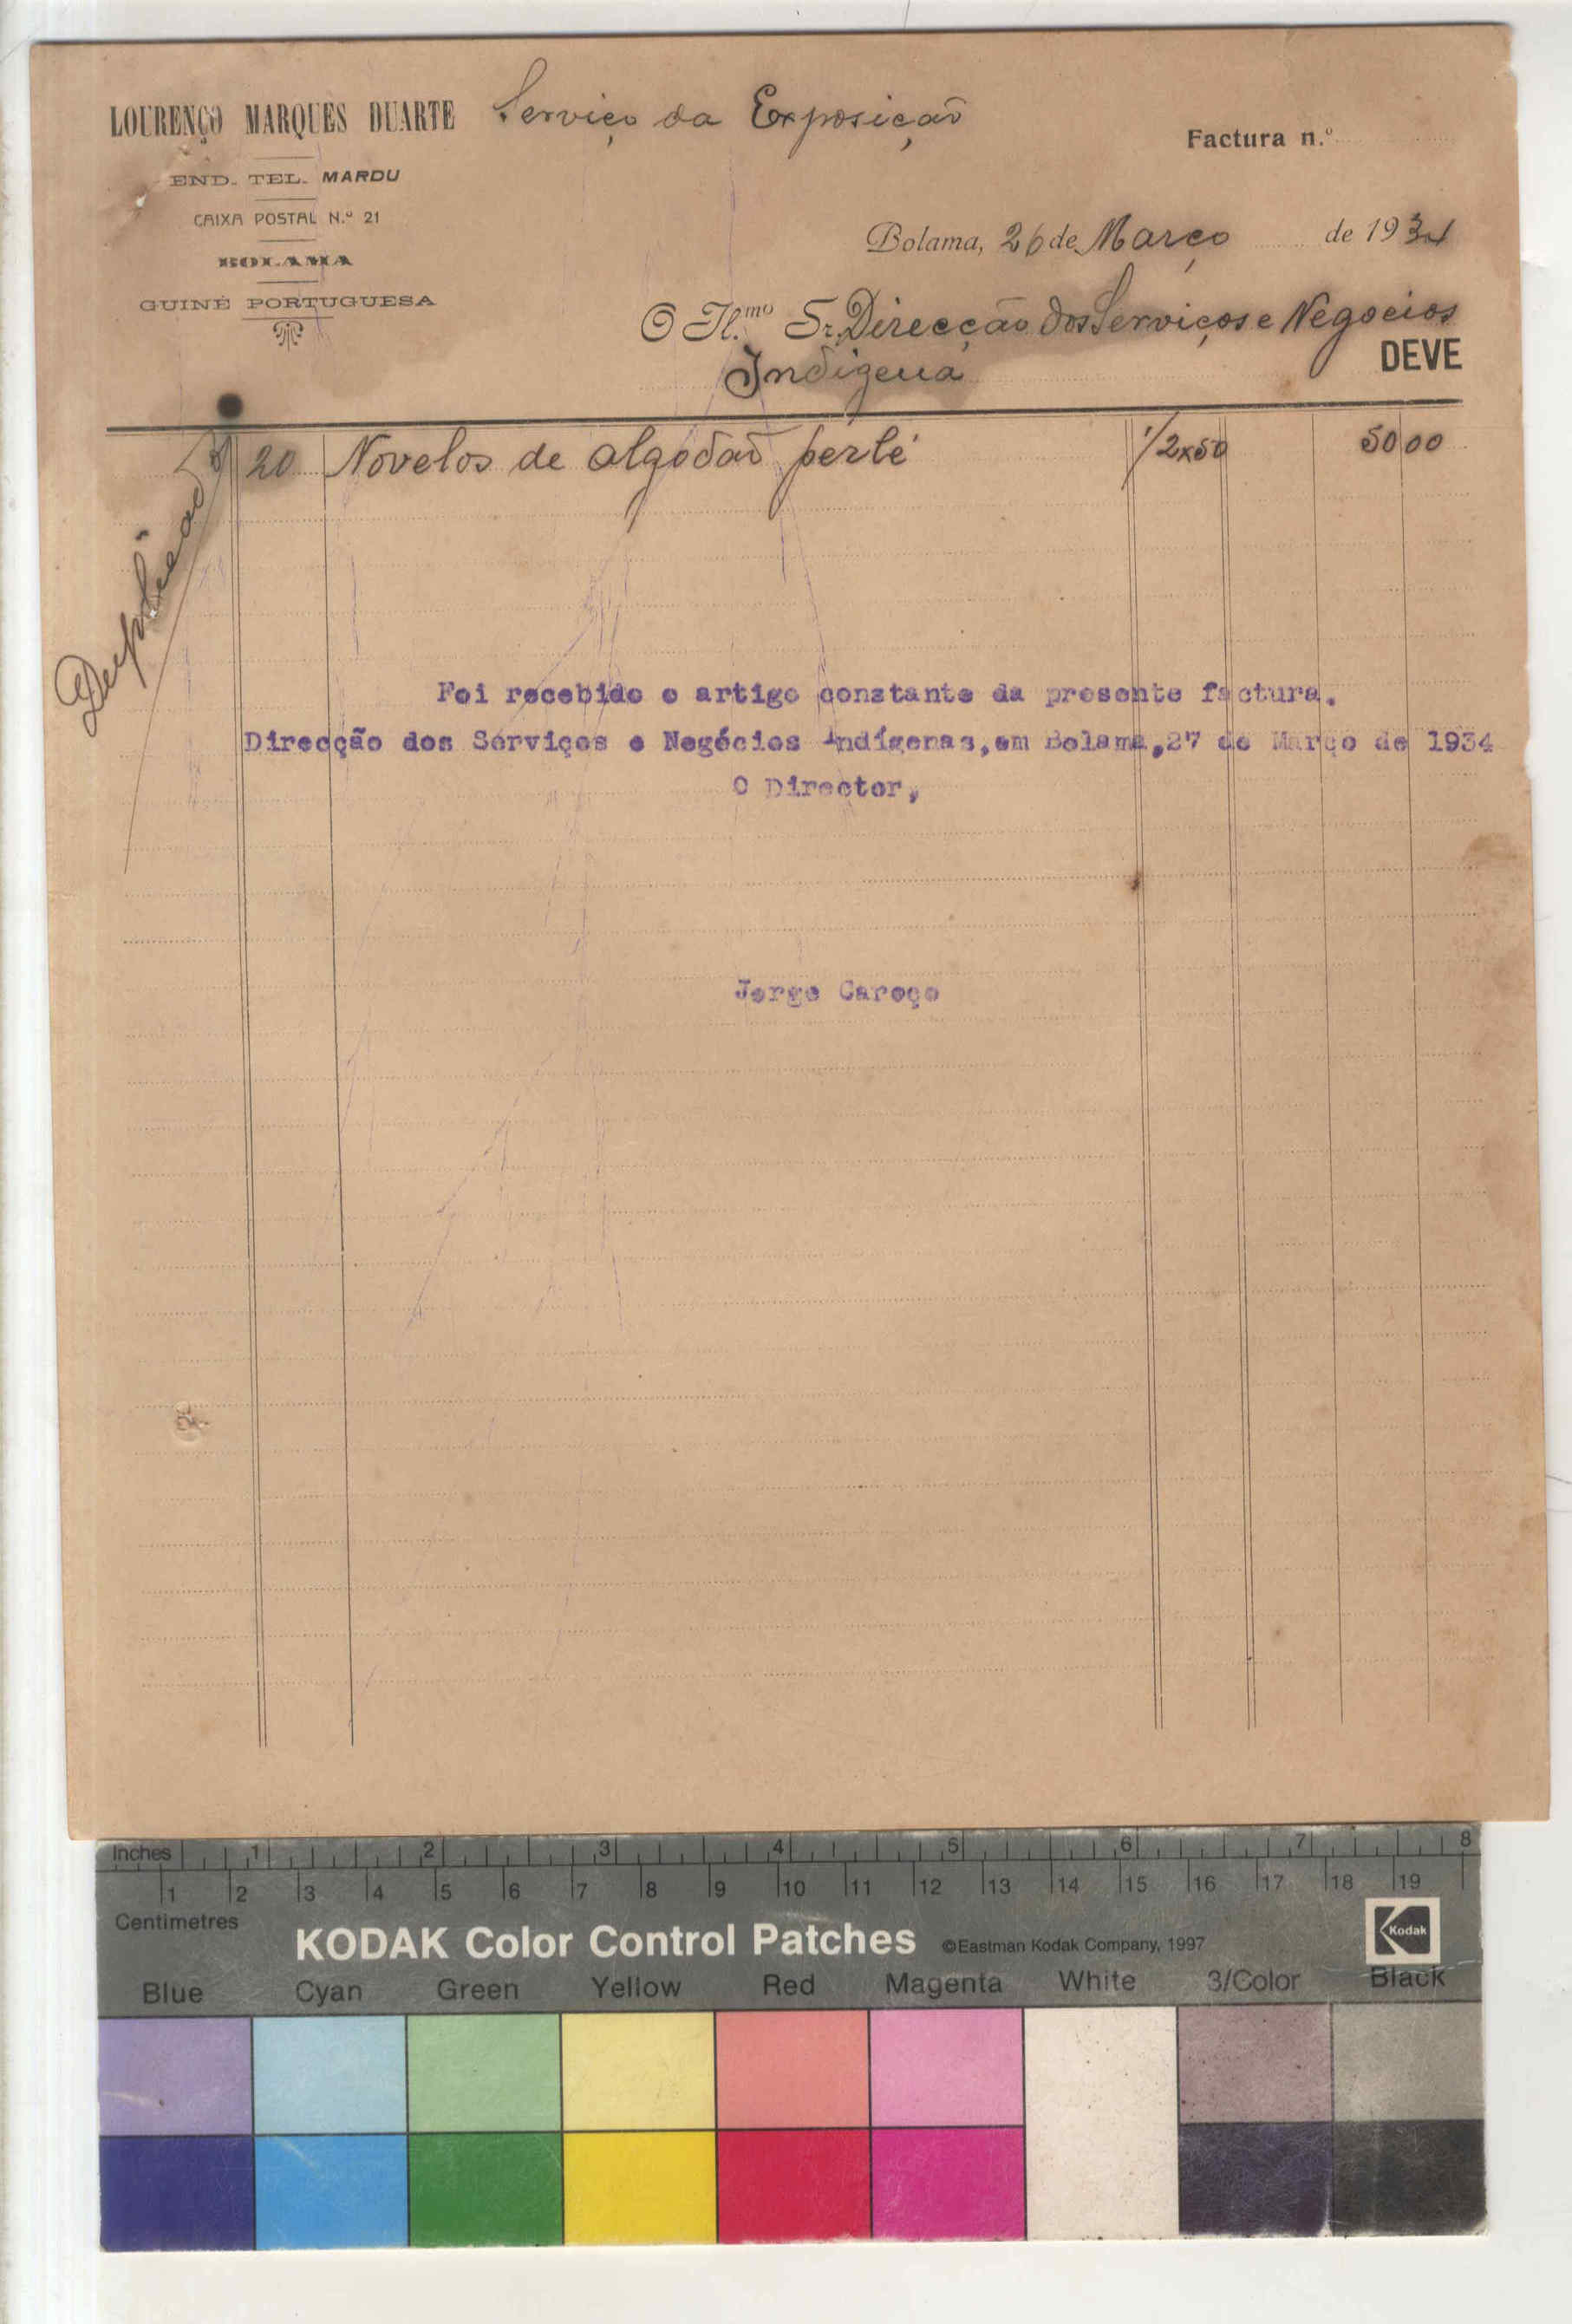 LOURENÇO MARQUES DUARTE
Serviço da Exposição
Factura n.º
END. TEL. MARDU
CAIXA POSTAL N.º 21
BOLAMA
GUINÉ PORTUGUESA
Bolama, 26 de Março de 1934
O Il.mo Sr. Direcção dos Serviços e Negocios
Indigena
DEVE
20 Novelos de algodão perlé 1/2x50 5000
Duplicado
Foi recebido o artigo constante da presente factura.
Direcção dos Serviços e Negócios Indígenas, em Bolama, 27 de Março de 1934
O Director,
Jorge Caroço
Inches 1 2 3 4 5 6 7 8
1 2 3 4 5 6 7 8 9 10 11 12 13 14 15 16 17 18 19
Centimetres
KODAK Color Control Patches ©Eastman Kodak Company, 1997 Kodak
Blue Cyan Green Yellow Red Magenta White 3/Color Black